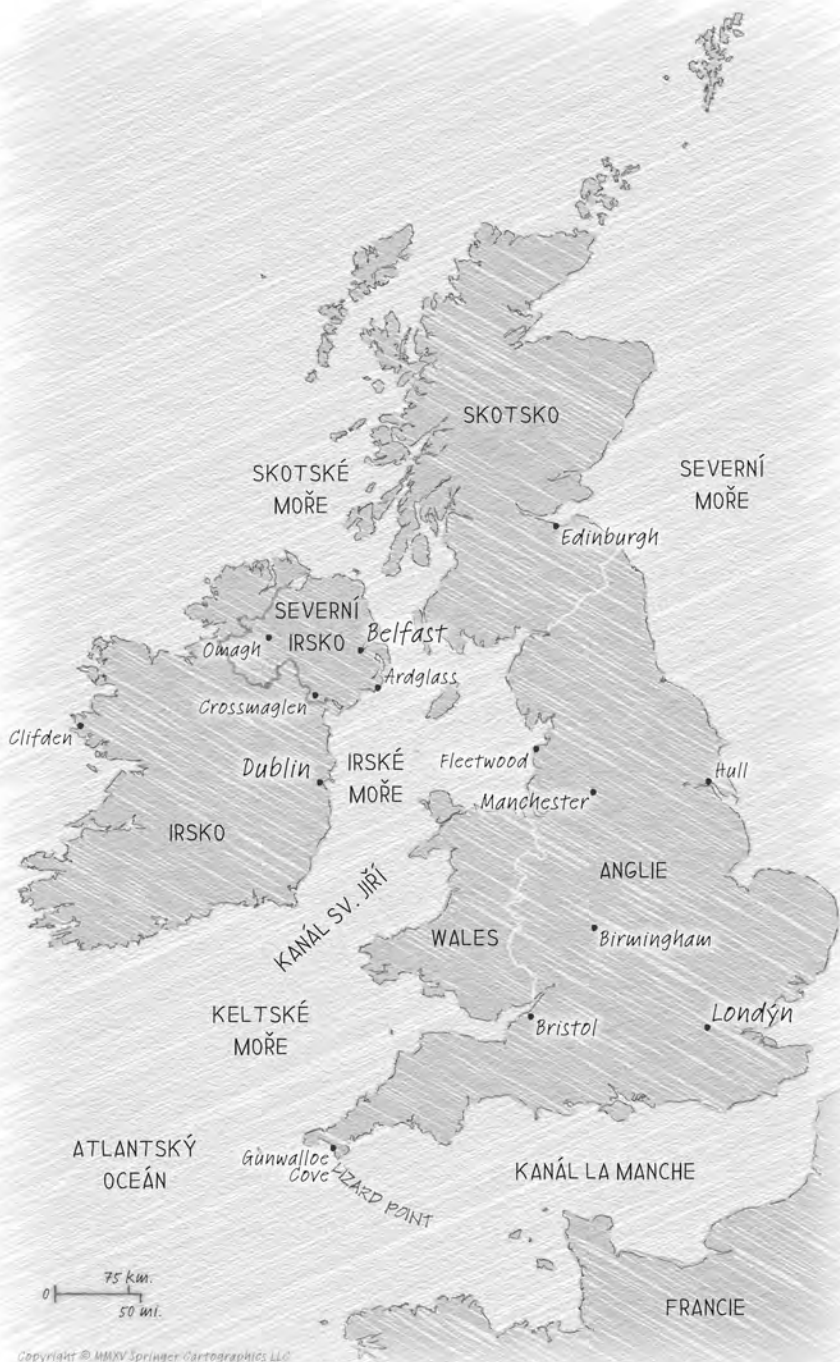 SKOTSKO
SKOTSKÉ
MOŘE
SEVERNÍ
MOŘE
Edinburgh
SEVERNÍ
IRSKO
Belfast
Omagh
Ardglass
Crossmaglen
Clifden
Dublin
IRSKÉ
MOŘE
Fleetwood
Hull
Manchester
IRSKO
ANGLIE
KANÁL SV. JIŘÍ
WALES
Birmingham
KELTSKÉ
MOŘE
Bristol
Londýn
ATLANTSKÝ
OCEÁN
Gunwalloe
Cove
LIZARD POINT
KANÁL LA MANCHE
75 km.
0
50 mi.
FRANCIE
Copyright © MMXV Springer Cartographics LLC